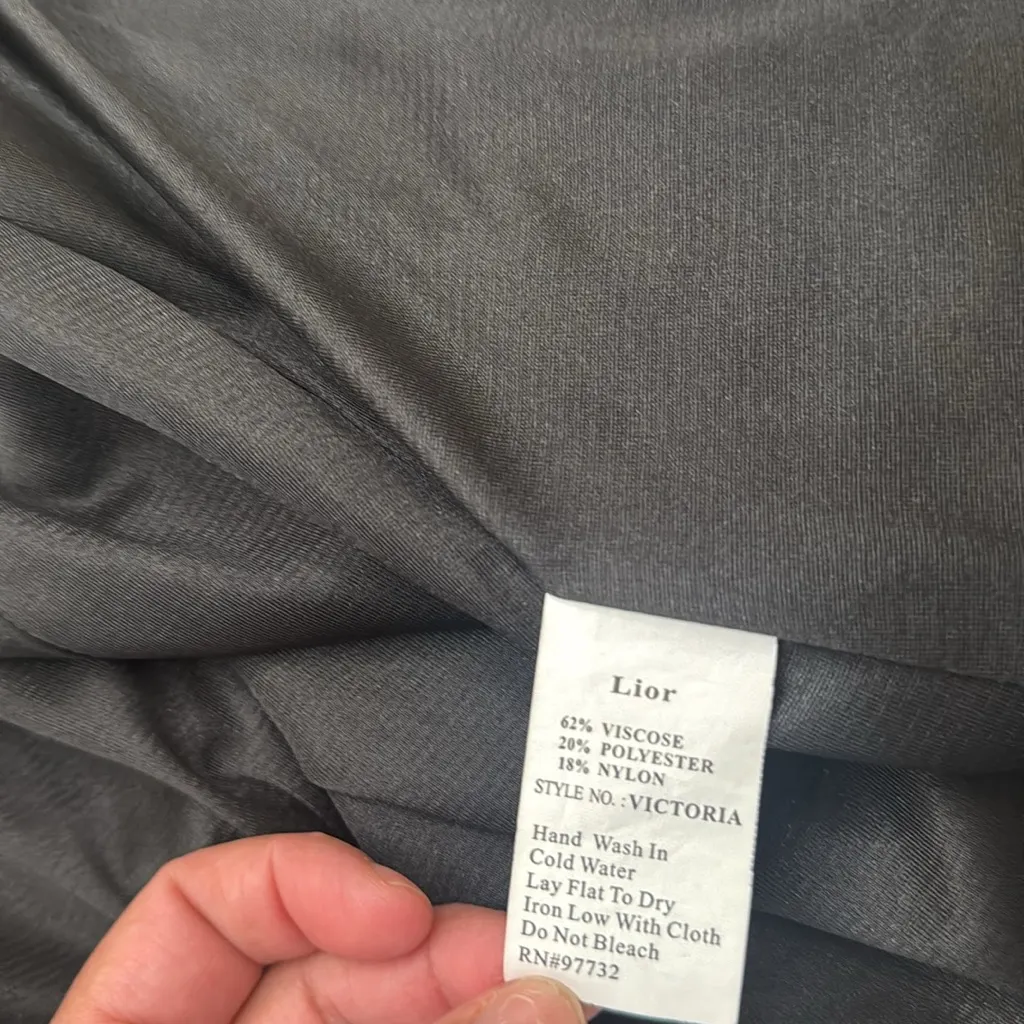 Lior
62% VISCOSE
20% POLYESTER
18% NYLON
STYLE NO. :VICTORIA
Hand Wash In
Cold Water
Lay Flat To Dry
Iron Low With Cloth
Do Not Bleach
RN#97732